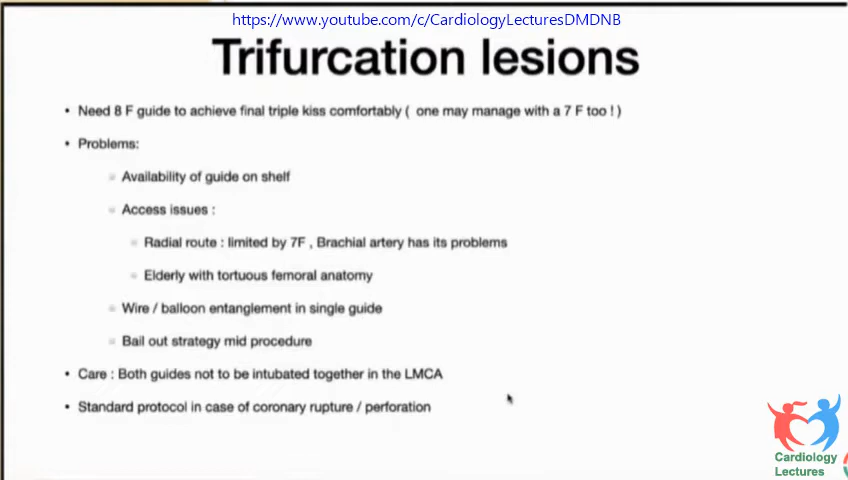 https://www.youtube.com/c/CardiologyLecturesDMDNB
Trifurcation lesions
• Need 8 F guide to achieve final triple kiss comfortably ( one may manage with a 7 F too ! )
• Problems:
Availability of guide on shelf
Access issues :
Radial route : limited by 7F , Brachial artery has its problems
Elderly with tortuous femoral anatomy
Wire / balloon entanglement in single guide
Bail out strategy mid procedure
• Care : Both guides not to be intubated together in the LMCA
• Standard protocol in case of coronary rupture / perforation
Cardiology
Lectures